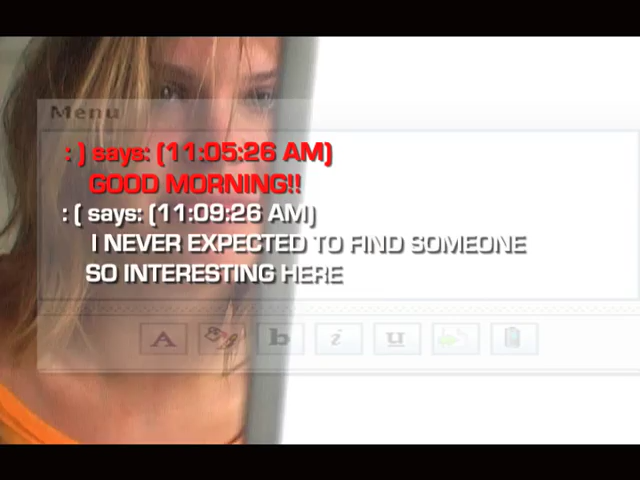 Menu
: ) says: (11:05:26 AM)
GOOD MORNING!!
: ( says: (11:09:26 AM)
I NEVER EXPECTED TO FIND SOMEONE
SO INTERESTING HERE
A b i u